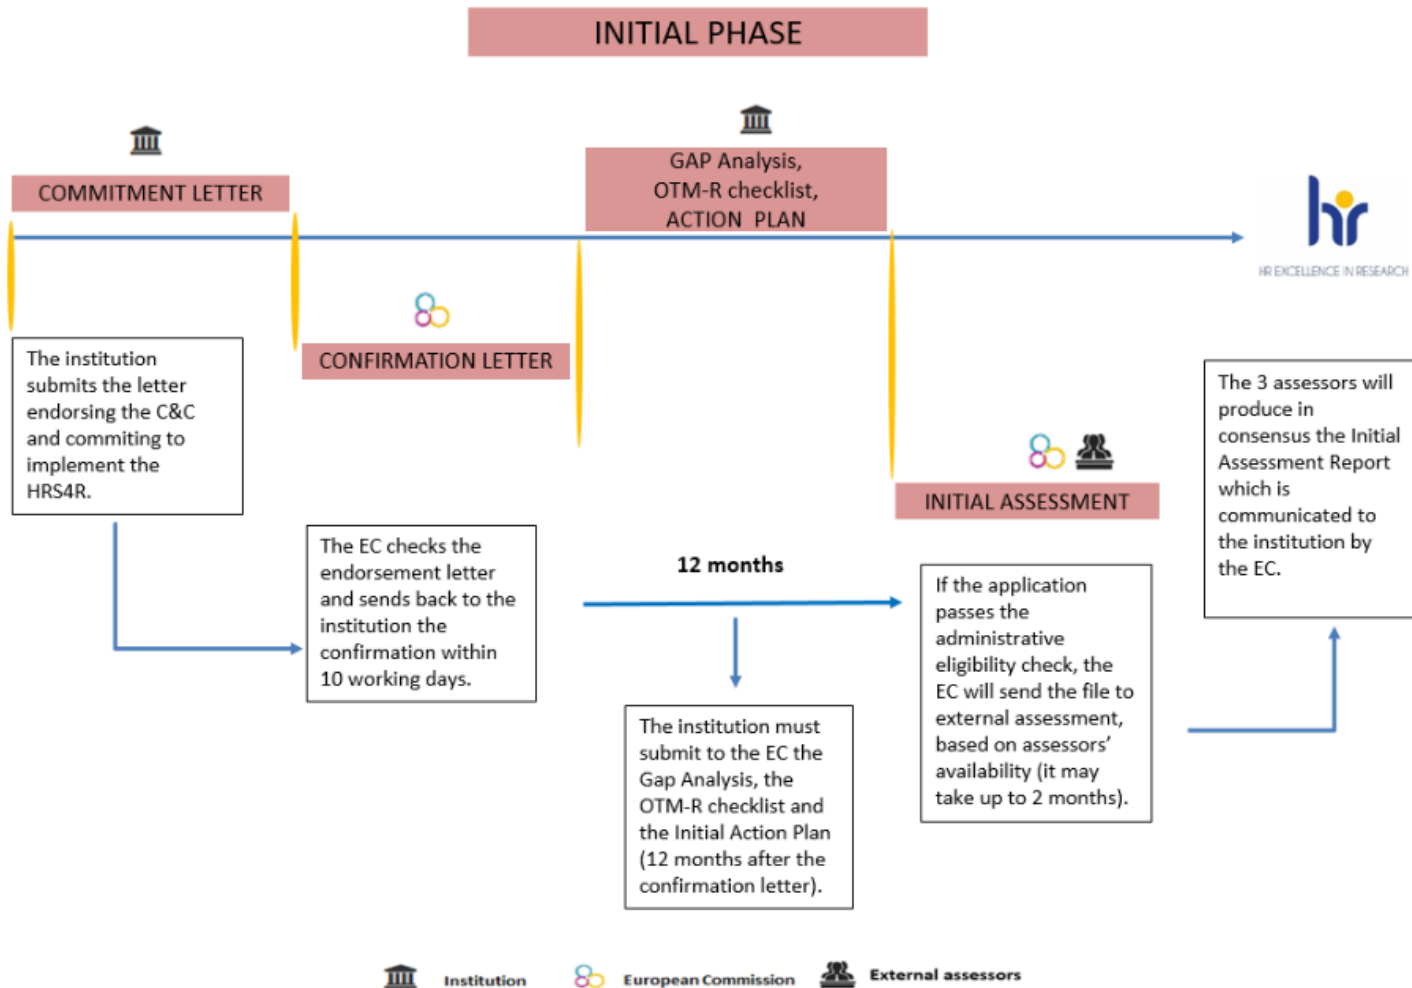 INITIAL PHASE
COMMITMENT LETTER
GAP Analysis,
OTM-R checklist,
ACTION PLAN
hr
HR EXCELLENCE IN RESEARCH
CONFIRMATION LETTER
The institution
submits the letter
endorsing the C&C
and commiting to
implement the
HRS4R.
The EC checks the
endorsement letter
and sends back to the
institution the
confirmation within
10 working days.
12 months
The institution must
submit to the EC the
Gap Analysis, the
OTM-R checklist and
the Initial Action Plan
(12 months after the
confirmation letter).
INITIAL ASSESSMENT
If the application
passes the
administrative
eligibility check, the
EC will send the file to
external assessment,
based on assessors’
availability (it may
take up to 2 months).
The 3 assessors will
produce in
consensus the Initial
Assessment Report
which is
communicated to
the institution by
the EC.
Institution
European Commission
External assessors